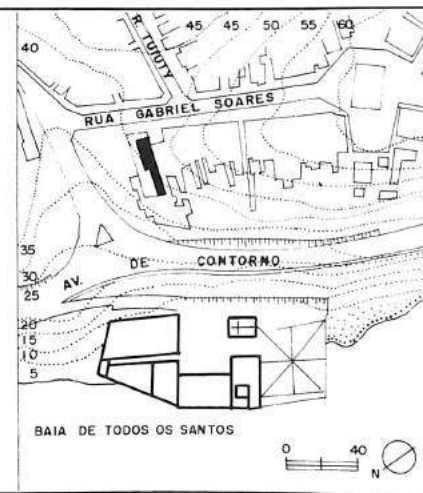 45 45 50 55 60
40
R. TUIUTY
RUA GABRIEL SOARES
35
30
25
AV. DE CONTORNO
20
15
10
5
BAIA DE TODOS OS SANTOS
0 40
N